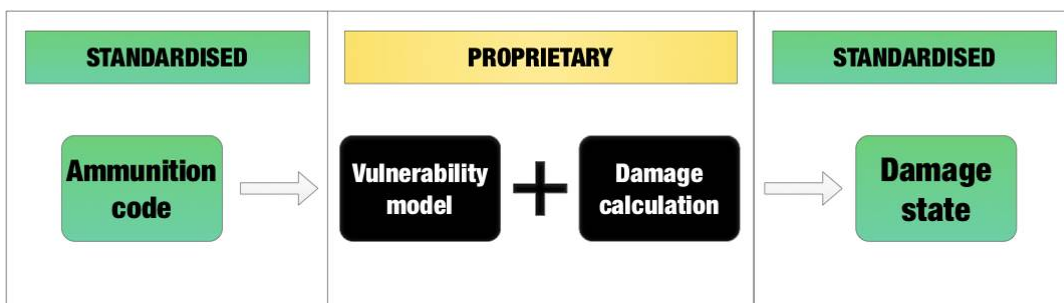 STANDARDISED
PROPRIETARY
STANDARDISED
Ammunition
code
Vulnerability
model
Damage
calculation
Damage
state